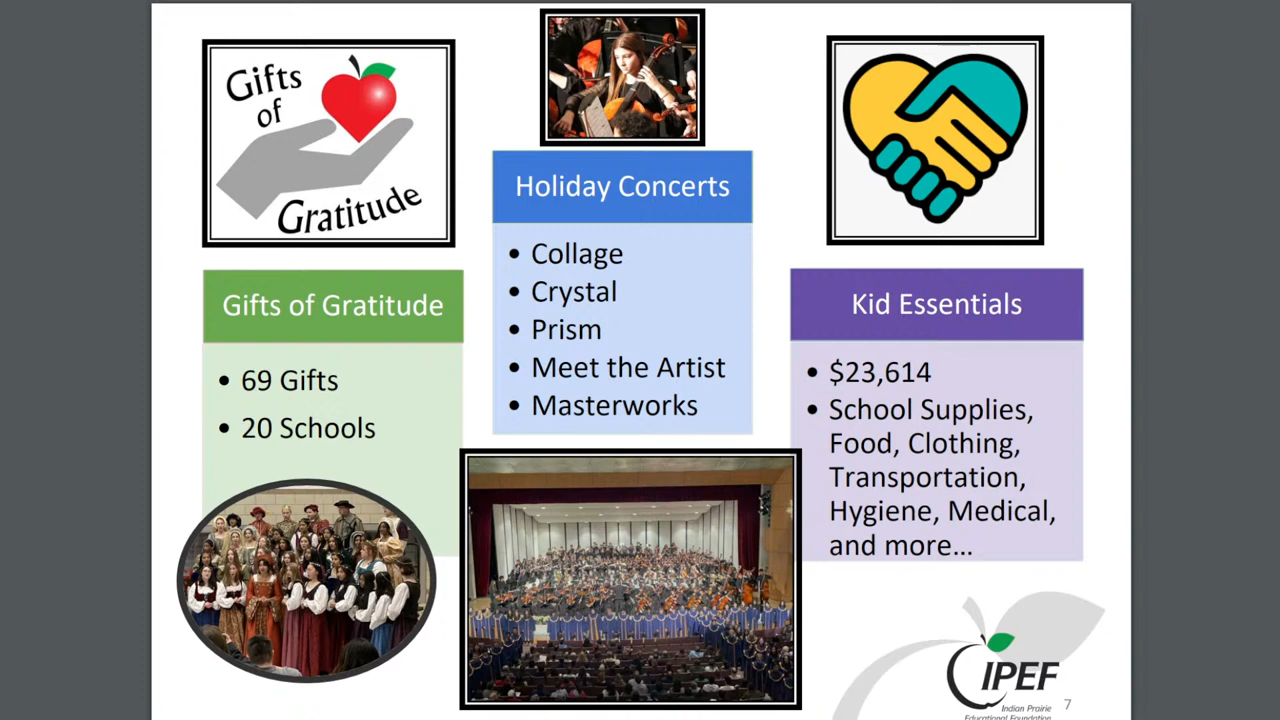 Gifts
of
Gratitude
Gifts of Gratitude
• 69 Gifts
• 20 Schools
Holiday Concerts
• Collage
• Crystal
• Prism
• Meet the Artist
• Masterworks
Kid Essentials
• $23,614
• School Supplies,
Food, Clothing,
Transportation,
Hygiene, Medical,
and more...
IPEF
Indian Prairie
Educational Foundation
7